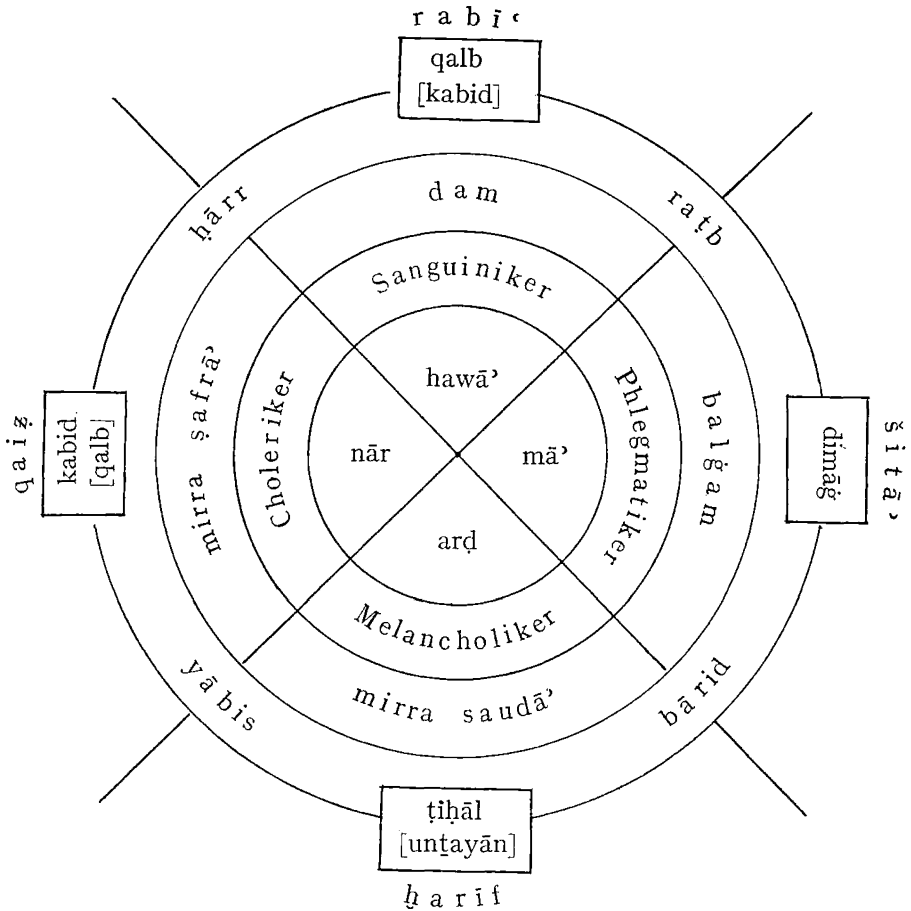 rabīʿ
qalb
[kabid]
ḥārr
raṭb
dam
Sanguiniker
hawāʾ
qaiẓ
kabid
[qalb]
mirra ṣafrāʾ
Choleriker
nār
māʾ
Phlegmatiker
balġam
dimāġ
šitāʾ
arḍ
Melancholiker
mirra saudāʾ
yābis
bārid
ṭiḥāl
[unṯayān]
ḫarīf